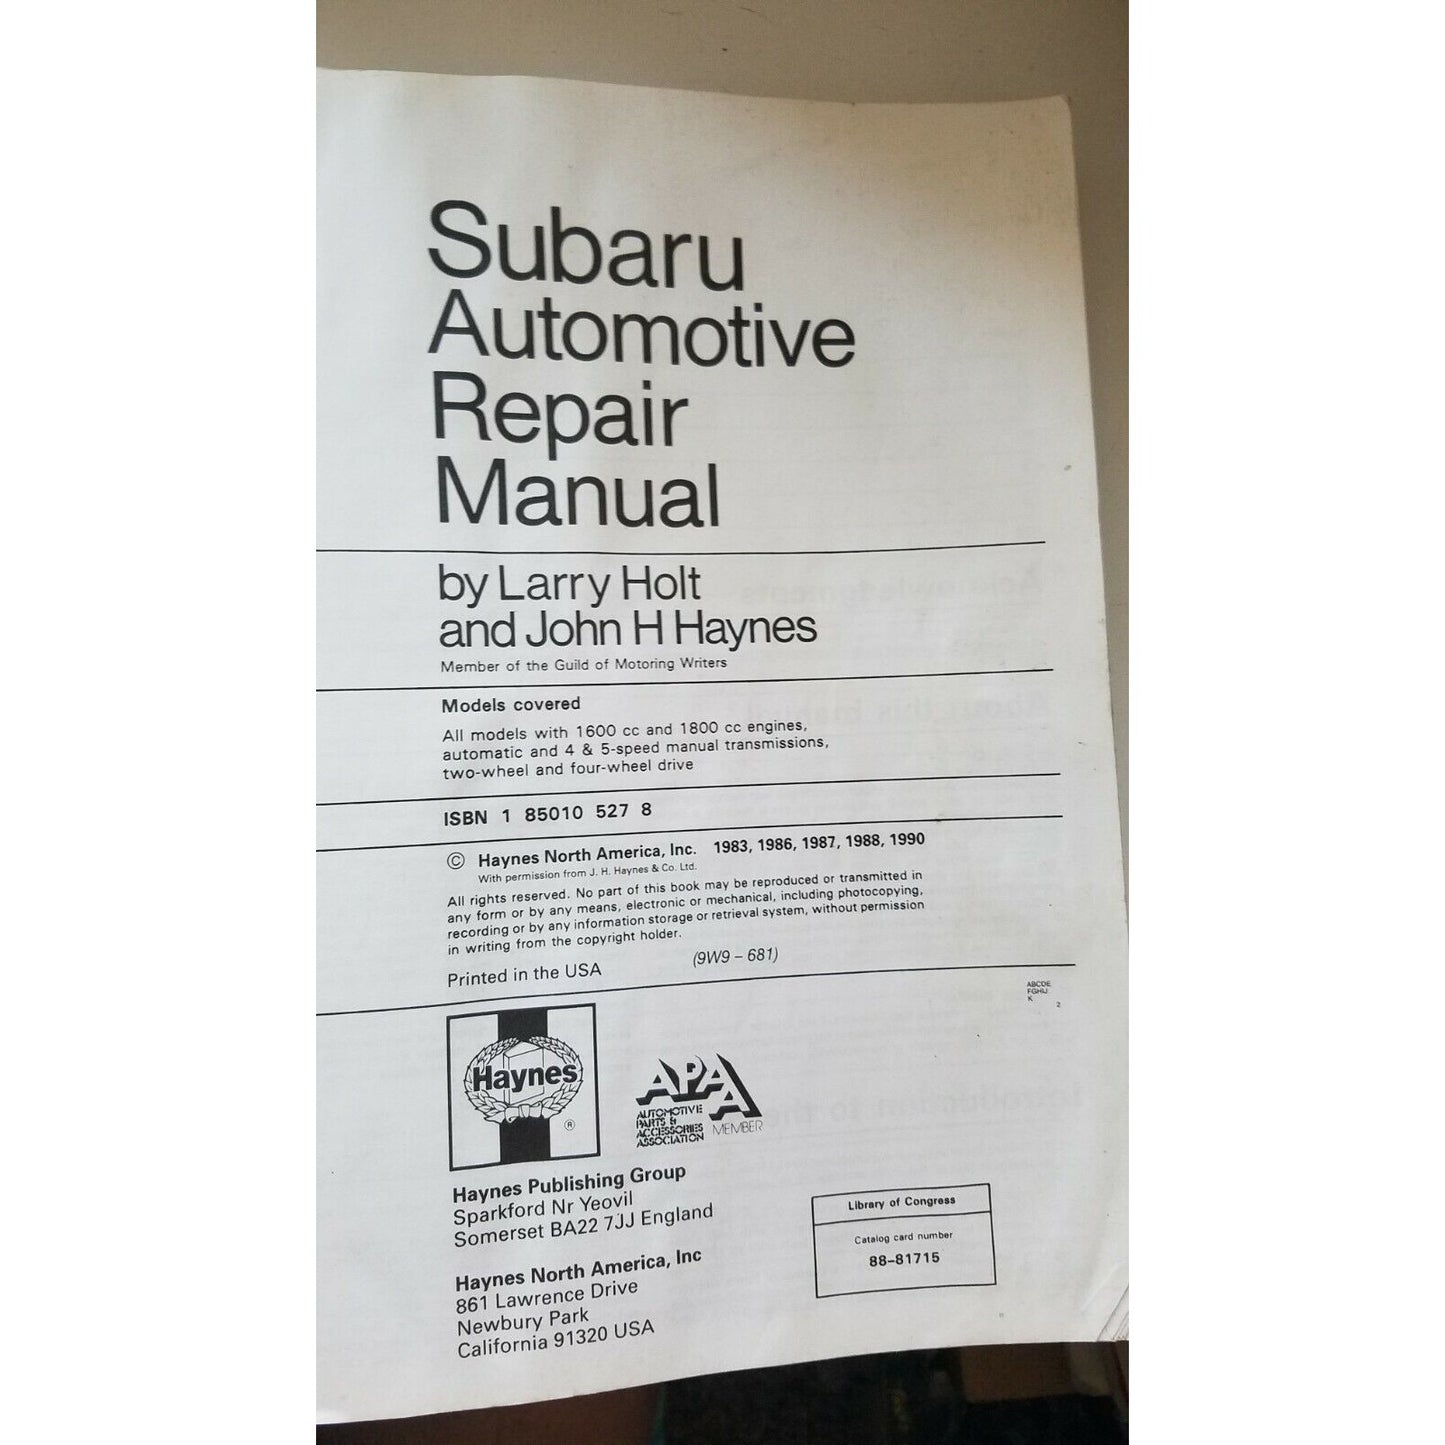 Subaru
Automotive
Repair
Manual
by Larry Holt
and John H Haynes
Member of the Guild of Motoring Writers
Models covered
All models with 1600 cc and 1800 cc engines,
automatic and 4 & 5-speed manual transmissions,
two-wheel and four-wheel drive
ISBN 1 85010 527 8
© Haynes North America, Inc. 1983, 1986, 1987, 1988, 1990
With permission from J. H. Haynes & Co. Ltd.
All rights reserved. No part of this book may be reproduced or transmitted in
any form or by any means, electronic or mechanical, including photocopying,
recording or by any information storage or retrieval system, without permission
in writing from the copyright holder.
Printed in the USA (9W9 – 681)
ABCDE
FGHIJ
K
2
Haynes
®
APAA
AUTOMOTIVE
PARTS &
ACCESSORIES
ASSOCIATION
MEMBER
Haynes Publishing Group
Sparkford Nr Yeovil
Somerset BA22 7JJ England
Haynes North America, Inc
861 Lawrence Drive
Newbury Park
California 91320 USA
Library of Congress
Catalog card number
88-81715